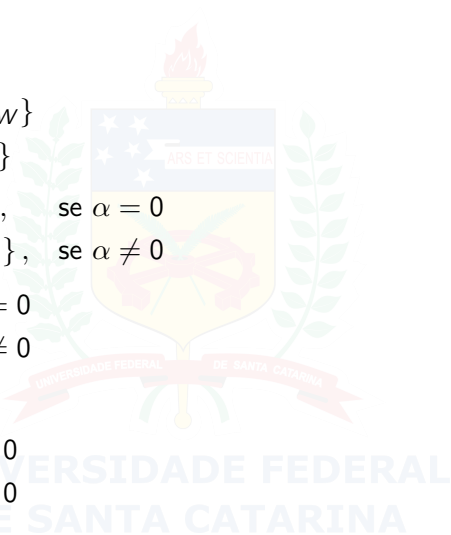 w}
}
, se α = 0
}, se α ≠ 0
= 0
≠ 0
0
0
ARS ET SCIENTIA
UNIVERSIDADE FEDERAL DE SANTA CATARINA
VERSIDADE FEDERAL
E SANTA CATARINA